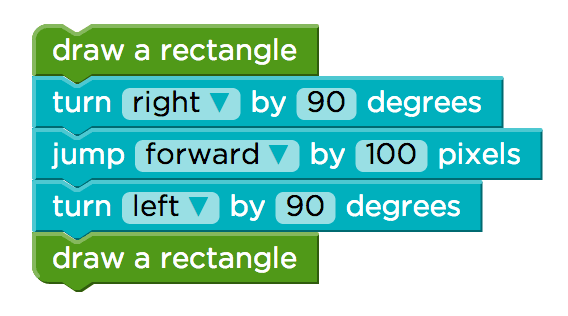 draw a rectangle
turn right ▼ by 90 degrees
jump forward ▼ by 100 pixels
turn left ▼ by 90 degrees
draw a rectangle